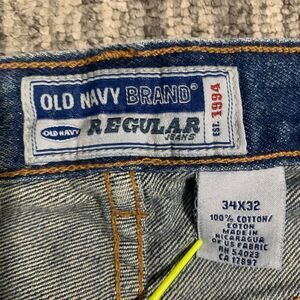 OLD NAVY BRAND®
OLD NAVY REGULAR
JEANS
EST. 1994
34X32
100% COTTON/
COTON
MADE IN
NICARAGUA
OF US FABRIC
RN 54023
CA 17897